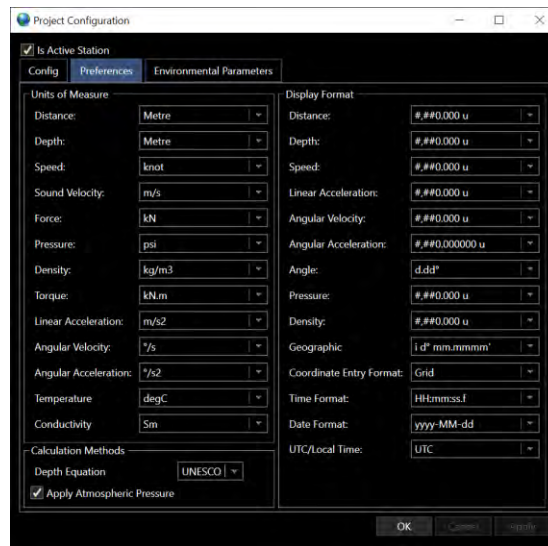 Project Configuration
Is Active Station
Config Preferences Environmental Parameters
Units of Measure
Distance: Metre
Depth: Metre
Speed: knot
Sound Velocity: m/s
Force: kN
Pressure: psi
Density: kg/m3
Torque: kN.m
Linear Acceleration: m/s2
Angular Velocity: °/s
Angular Acceleration: °/s2
Temperature degC
Conductivity Sm
Calculation Methods
Depth Equation UNESCO
Apply Atmospheric Pressure
Display Format
Distance: #,##0.000 u
Depth: #,##0.000 u
Speed: #,##0.000 u
Linear Acceleration: #,##0.000 u
Angular Velocity: #,##0.000 u
Angular Acceleration: #,##0.000000 u
Angle: d.dd°
Pressure: #,##0.000 u
Density: #,##0.000 u
Geographic i d° mm.mmmm'
Coordinate Entry Format: Grid
Time Format: HH:mm:ss.f
Date Format: yyyy-MM-dd
UTC/Local Time: UTC
OK Cancel Apply